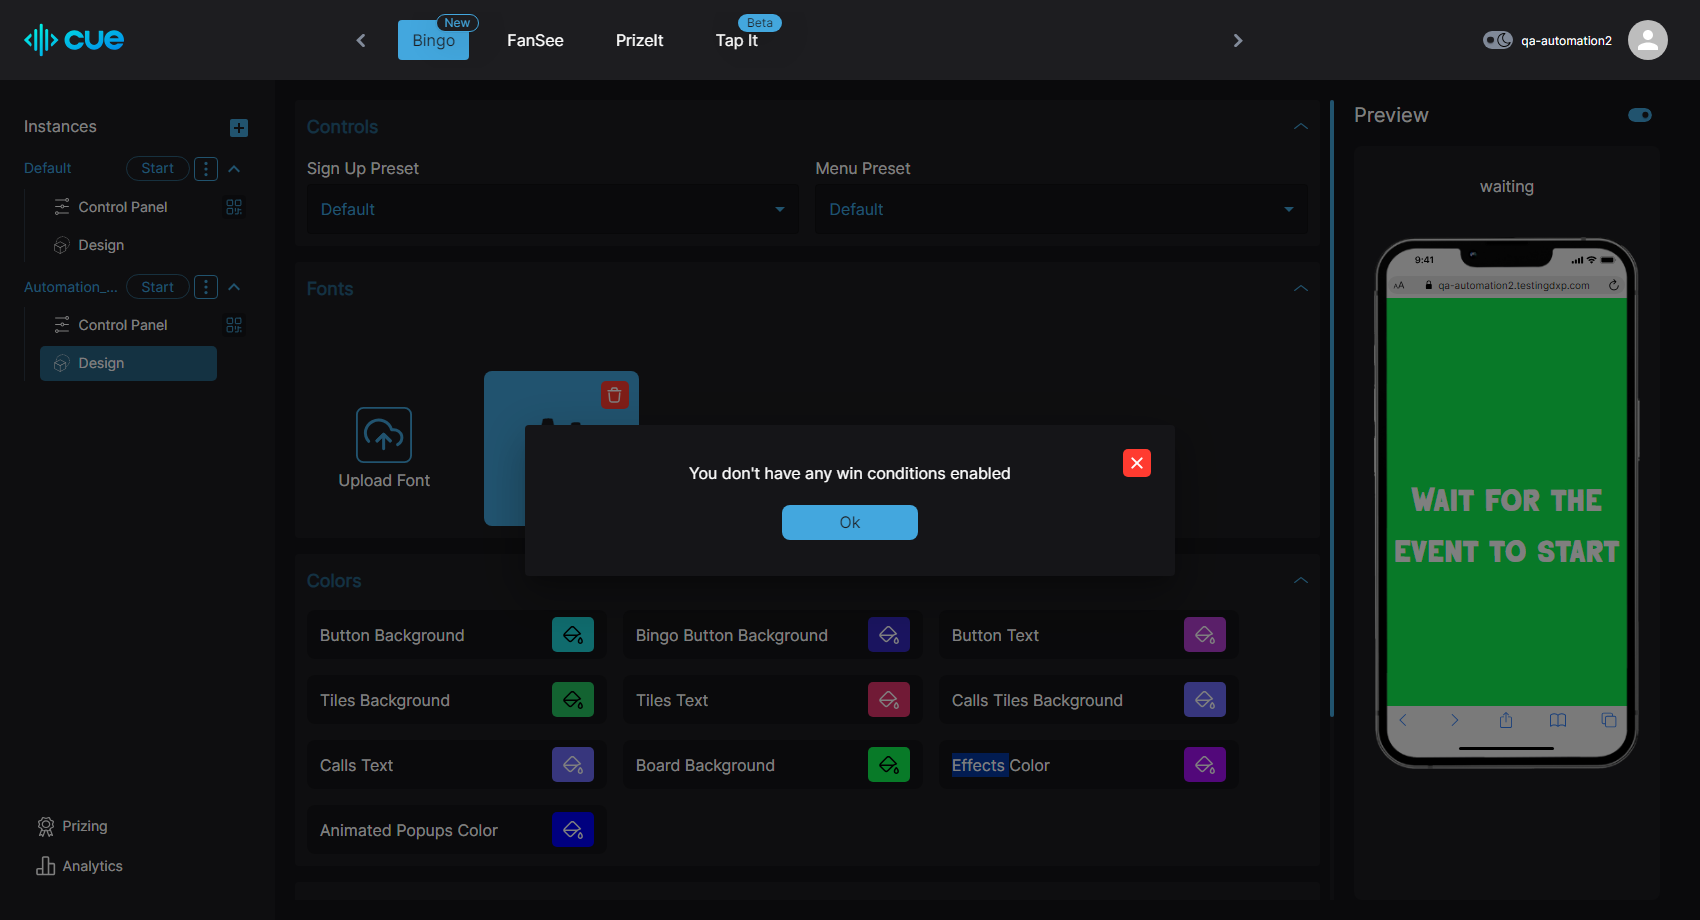 cue
Bingo
New
FanSee
PrizeIt
Tap It
Beta
qa-automation2
Instances
Default
Start
Control Panel
Design
Automation_...
Start
Control Panel
Design
Prizing
Analytics
Controls
Sign Up Preset
Menu Preset
Default
Default
Fonts
Upload Font
You don't have any win conditions enabled
Ok
Colors
Button Background
Bingo Button Background
Button Text
Tiles Background
Tiles Text
Calls Tiles Background
Calls Text
Board Background
Effects Color
Animated Popups Color
Preview
waiting
9:41
AA
qa-automation2.testingdxp.com
Wait for the
event to start